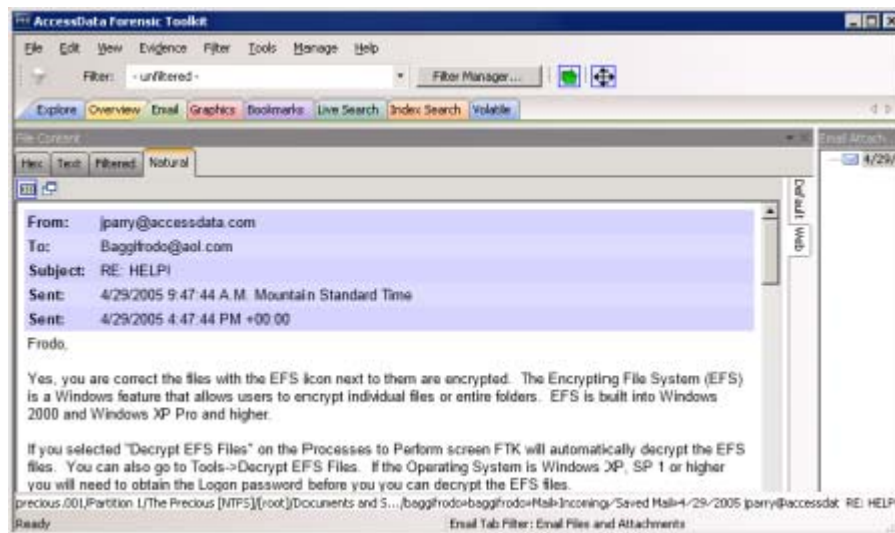 AccessData Forensic Toolkit
File Edit View Evidence Filter Tools Manage Help
Filter: - unfiltered - Filter Manager...
Explore Overview Email Graphics Bookmarks Live Search Index Search Volatile
File Content Email Attach
Hex Text Filtered Natural
4/29/
Default
Web
From: jparry@accessdata.com
To: Baggifrodo@aol.com
Subject: RE: HELP!
Sent: 4/29/2005 9:47:44 A.M. Mountain Standard Time
Sent: 4/29/2005 4:47:44 PM +00:00
Frodo,
Yes, you are correct the files with the EFS icon next to them are encrypted. The Encrypting File System (EFS)
is a Windows feature that allows users to encrypt individual files or entire folders. EFS is built into Windows
2000 and Windows XP Pro and higher.
If you selected "Decrypt EFS Files" on the Processes to Perform screen FTK will automatically decrypt the EFS
files. You can also go to Tools->Decrypt EFS Files. If the Operating System is Windows XP, SP 1 or higher
you will need to obtain the Logon password before you you can decrypt the EFS files.
precious.001/Partition 1/The Precious [NTFS]/[root]/Documents and S.../baggifrodo»baggifrodo»Mail»Incoming/Saved Mail»4/29/2005 jparry@accessdat RE: HELP
Ready Email Tab Filter: Email Files and Attachments